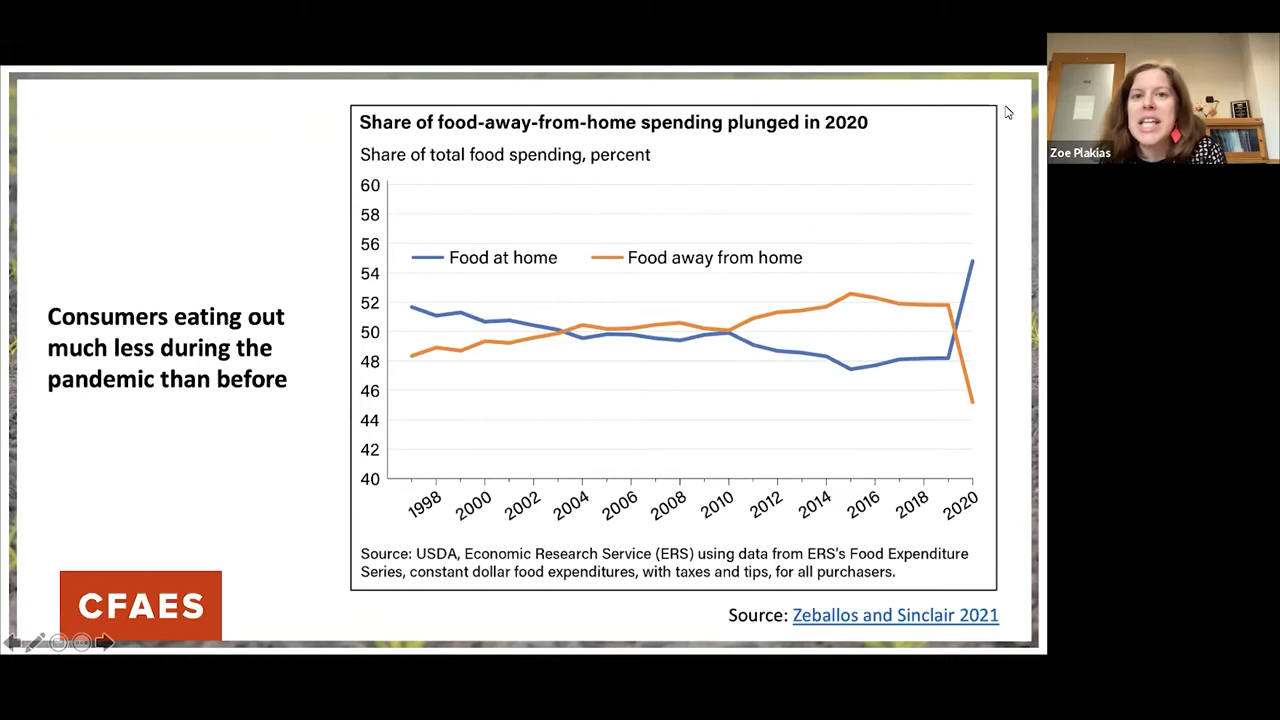 Share of food-away-from-home spending plunged in 2020
Share of total food spending, percent
60
58
56
54
52
50
48
46
44
42
40
Food at home
Food away from home
1998
2000
2002
2004
2006
2008
2010
2012
2014
2016
2018
2020
Source: USDA, Economic Research Service (ERS) using data from ERS's Food Expenditure
Series, constant dollar food expenditures, with taxes and tips, for all purchasers.
Consumers eating out
much less during the
pandemic than before
CFAES
Source: Zeballos and Sinclair 2021
Zoe Plakias